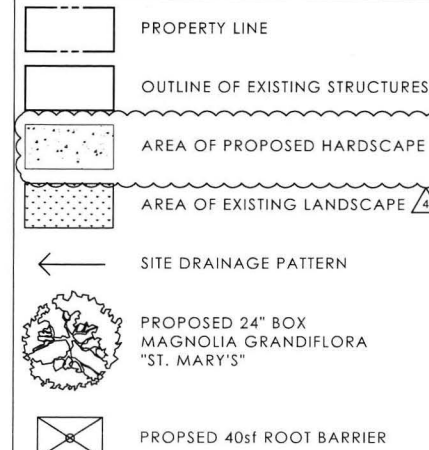 PROPERTY LINE
OUTLINE OF EXISTING STRUCTURES
AREA OF PROPOSED HARDSCAPE
AREA OF EXISTING LANDSCAPE 4
SITE DRAINAGE PATTERN
PROPOSED 24" BOX
MAGNOLIA GRANDIFLORA
"ST. MARY'S"
PROPSED 40sf ROOT BARRIER